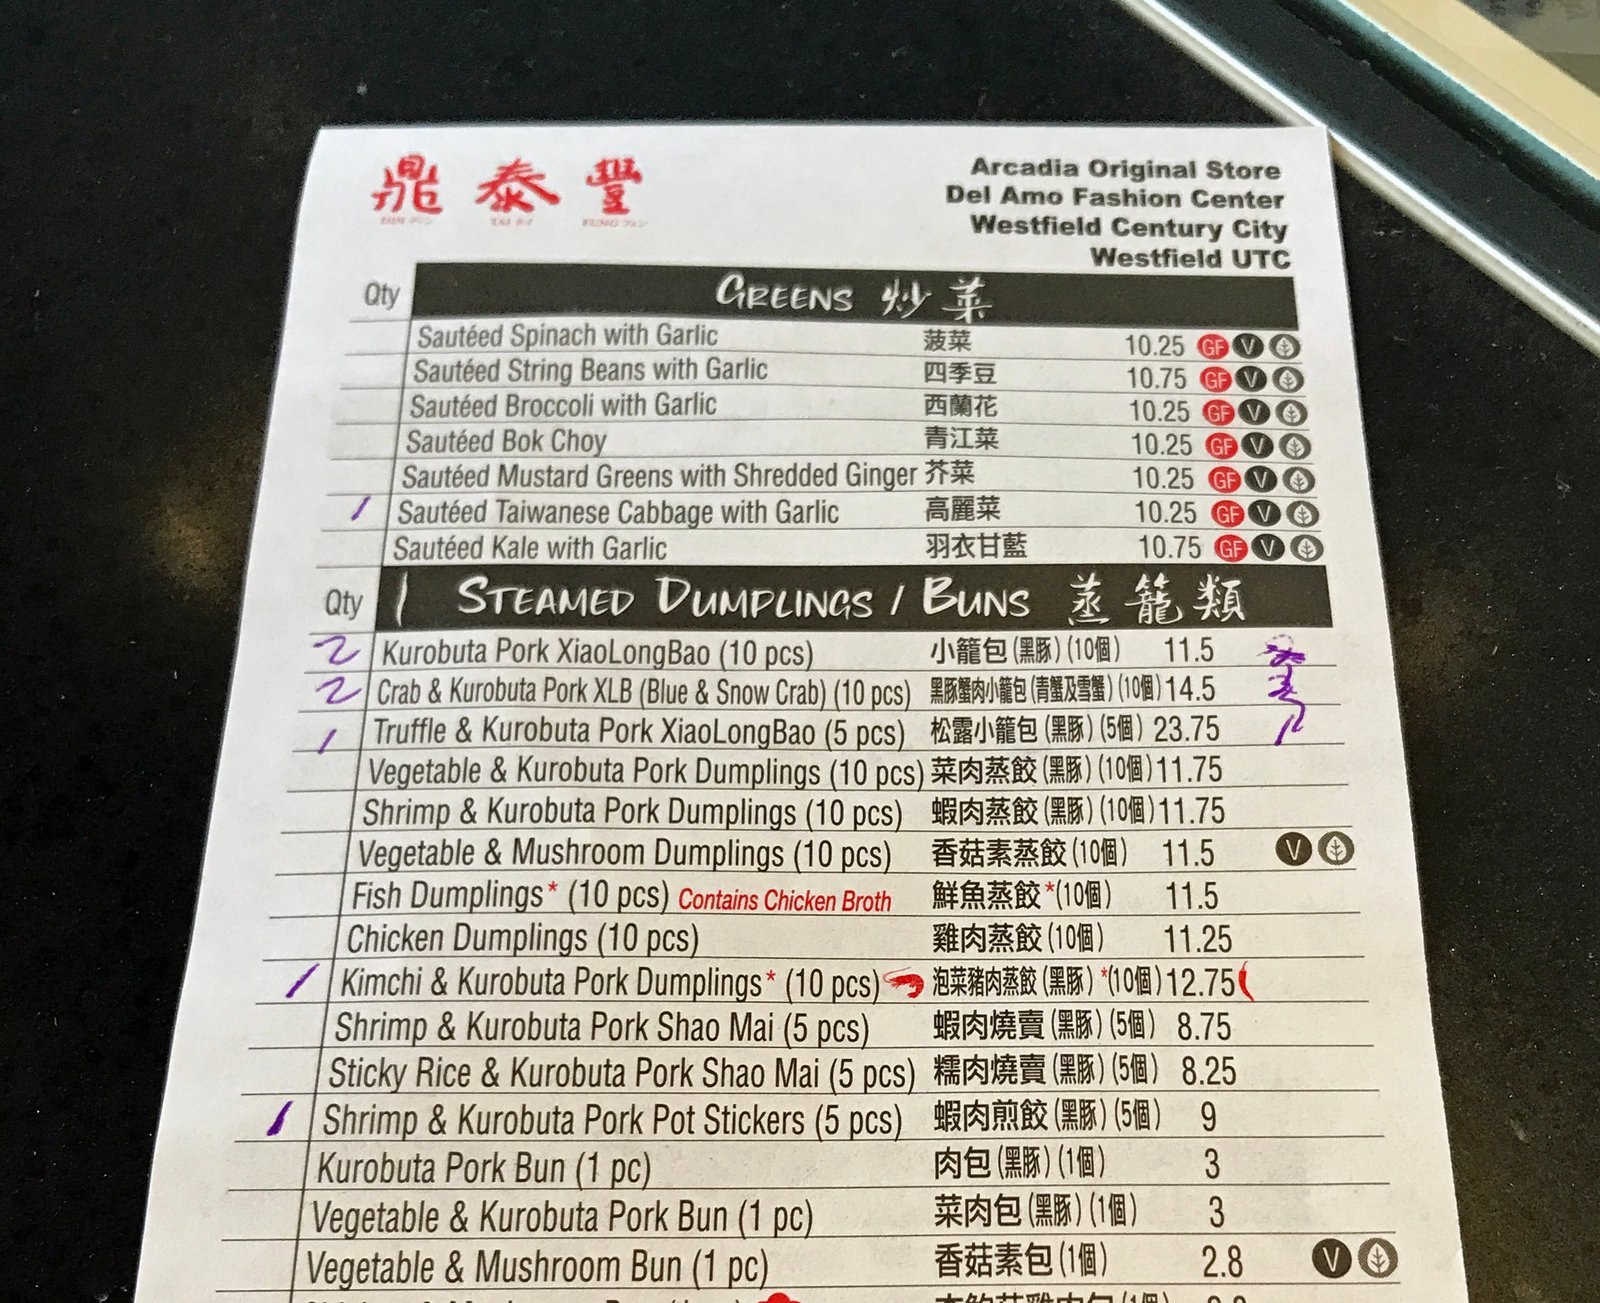 鼎泰豐
DIN ディン TAI タイ FUNG フォン
Arcadia Original Store
Del Amo Fashion Center
Westfield Century City
Westfield UTC
Qty GREENS 炒菜
Sautéed Spinach with Garlic 菠菜 10.25 GF V
Sautéed String Beans with Garlic 四季豆 10.75 GF V
Sautéed Broccoli with Garlic 西蘭花 10.25 GF V
Sautéed Bok Choy 青江菜 10.25 GF V
Sautéed Mustard Greens with Shredded Ginger 芥菜 10.25 GF V
1 Sautéed Taiwanese Cabbage with Garlic 高麗菜 10.25 GF V
Sautéed Kale with Garlic 羽衣甘藍 10.75 GF V
Qty | STEAMED DUMPLINGS / BUNS 蒸籠類
2 Kurobuta Pork XiaoLongBao (10 pcs) 小籠包(黑豚)(10個) 11.5
2 Crab & Kurobuta Pork XLB (Blue & Snow Crab) (10 pcs) 黑豚蟹肉小籠包(青蟹及雪蟹)(10個) 14.5
1 Truffle & Kurobuta Pork XiaoLongBao (5 pcs) 松露小籠包(黑豚)(5個) 23.75
Vegetable & Kurobuta Pork Dumplings (10 pcs) 菜肉蒸餃(黑豚)(10個) 11.75
Shrimp & Kurobuta Pork Dumplings (10 pcs) 蝦肉蒸餃(黑豚)(10個) 11.75
Vegetable & Mushroom Dumplings (10 pcs) 香菇素蒸餃(10個) 11.5 V
Fish Dumplings* (10 pcs) Contains Chicken Broth 鮮魚蒸餃*(10個) 11.5
Chicken Dumplings (10 pcs) 雞肉蒸餃(10個) 11.25
1 Kimchi & Kurobuta Pork Dumplings* (10 pcs) 泡菜豬肉蒸餃(黑豚)*(10個) 12.75
Shrimp & Kurobuta Pork Shao Mai (5 pcs) 蝦肉燒賣(黑豚)(5個) 8.75
Sticky Rice & Kurobuta Pork Shao Mai (5 pcs) 糯肉燒賣(黑豚)(5個) 8.25
1 Shrimp & Kurobuta Pork Pot Stickers (5 pcs) 蝦肉煎餃(黑豚)(5個) 9
Kurobuta Pork Bun (1 pc) 肉包(黑豚)(1個) 3
Vegetable & Kurobuta Pork Bun (1 pc) 菜肉包(黑豚)(1個) 3
Vegetable & Mushroom Bun (1 pc) 香菇素包(1個) 2.8 V